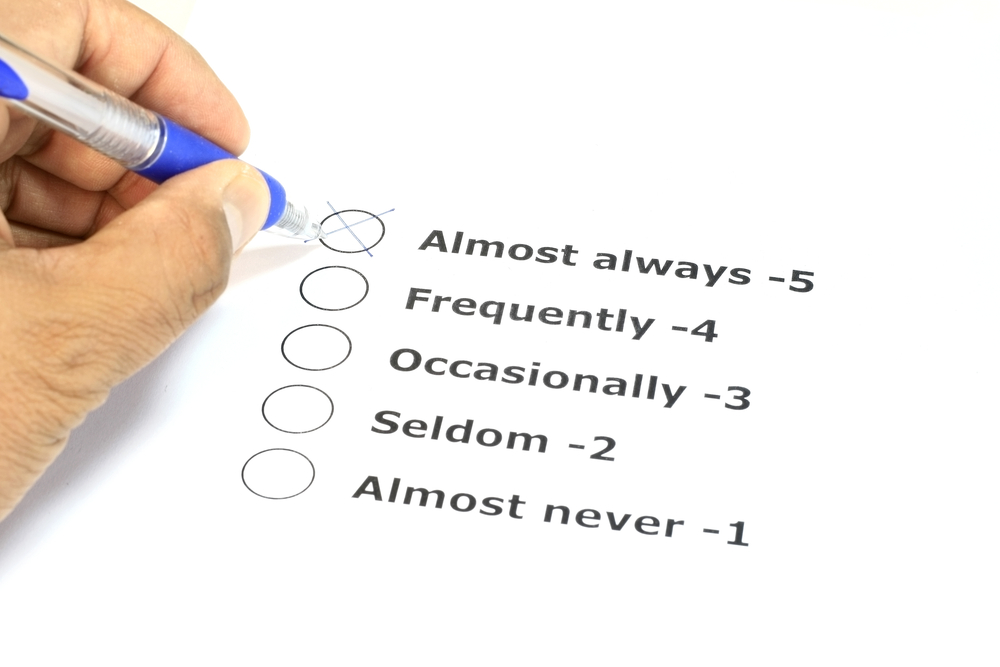 Almost always -5
Frequently -4
Occasionally -3
Seldom -2
Almost never -1